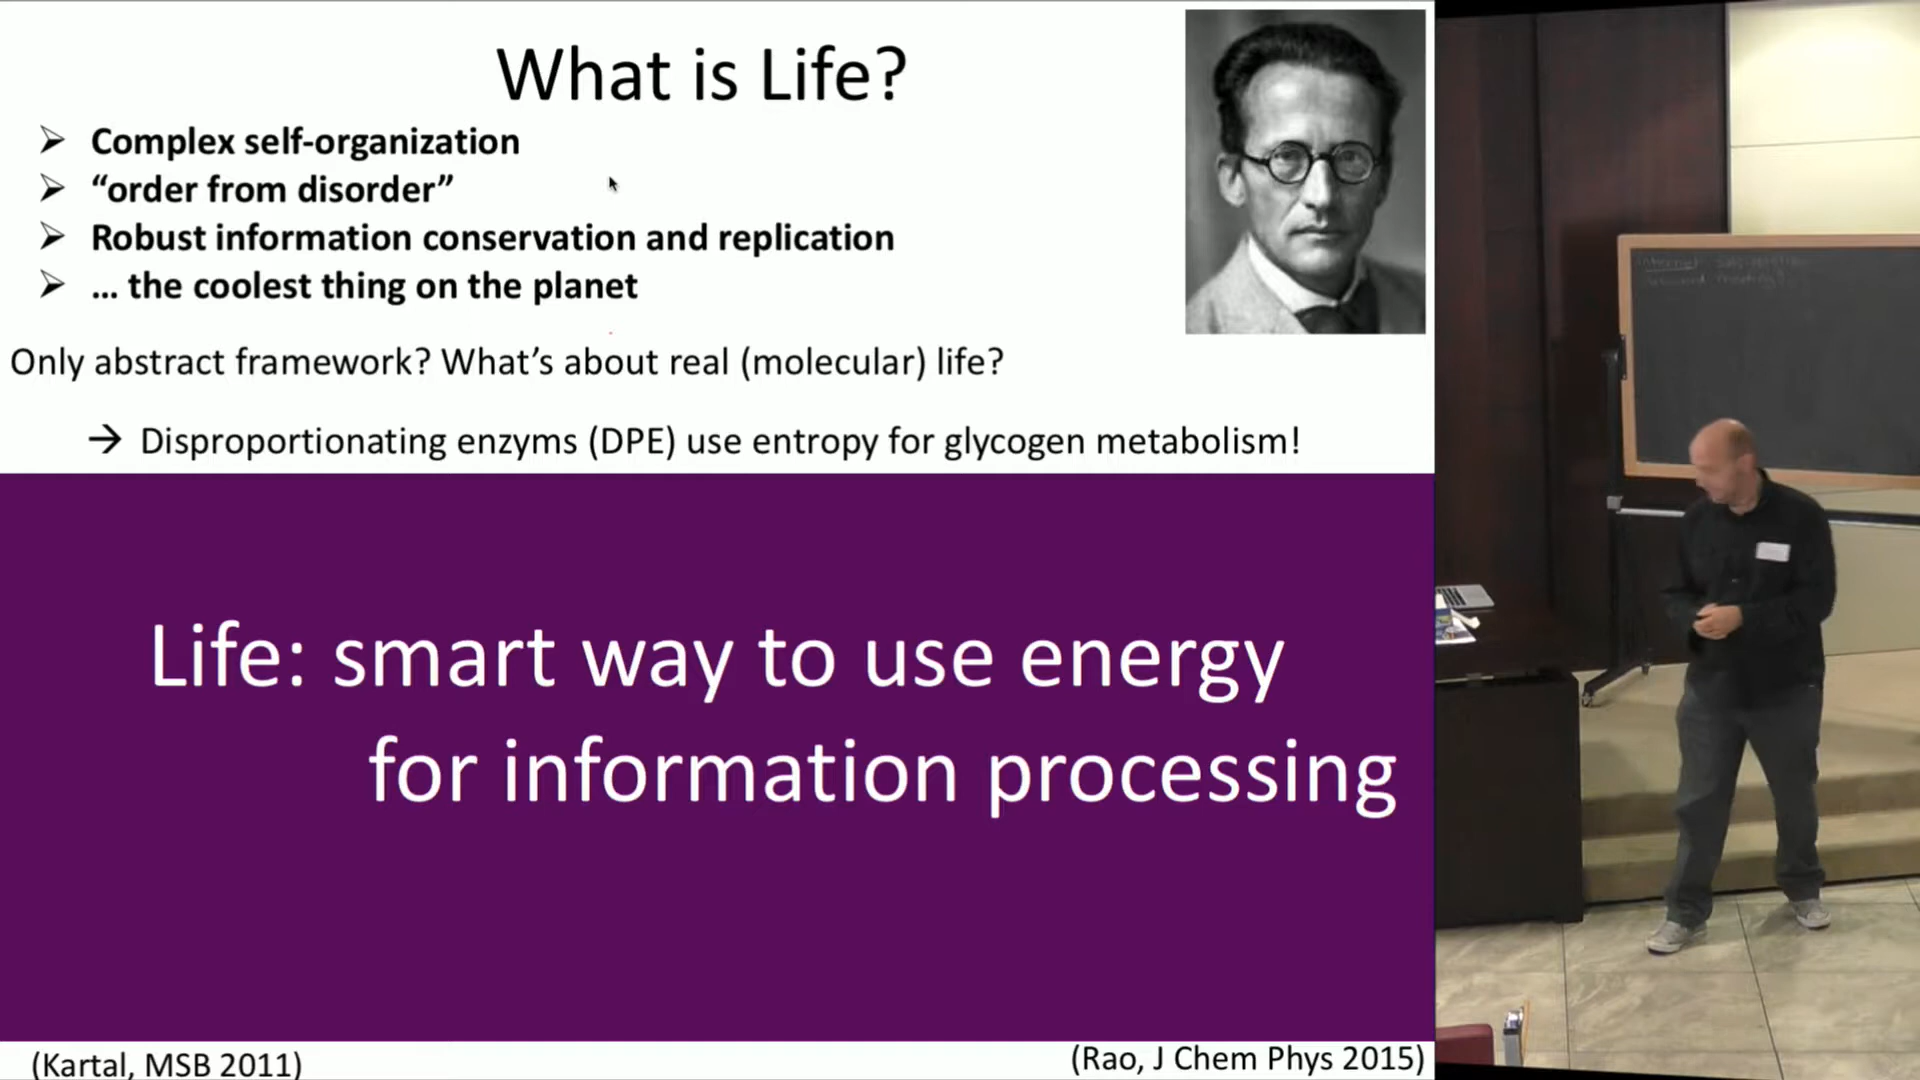 What is Life?
Complex self-organization
“order from disorder”
Robust information conservation and replication
... the coolest thing on the planet
Only abstract framework? What’s about real (molecular) life?
→ Disproportionating enzyms (DPE) use entropy for glycogen metabolism!
Life: smart way to use energy
for information processing
(Kartal, MSB 2011)
(Rao, J Chem Phys 2015)